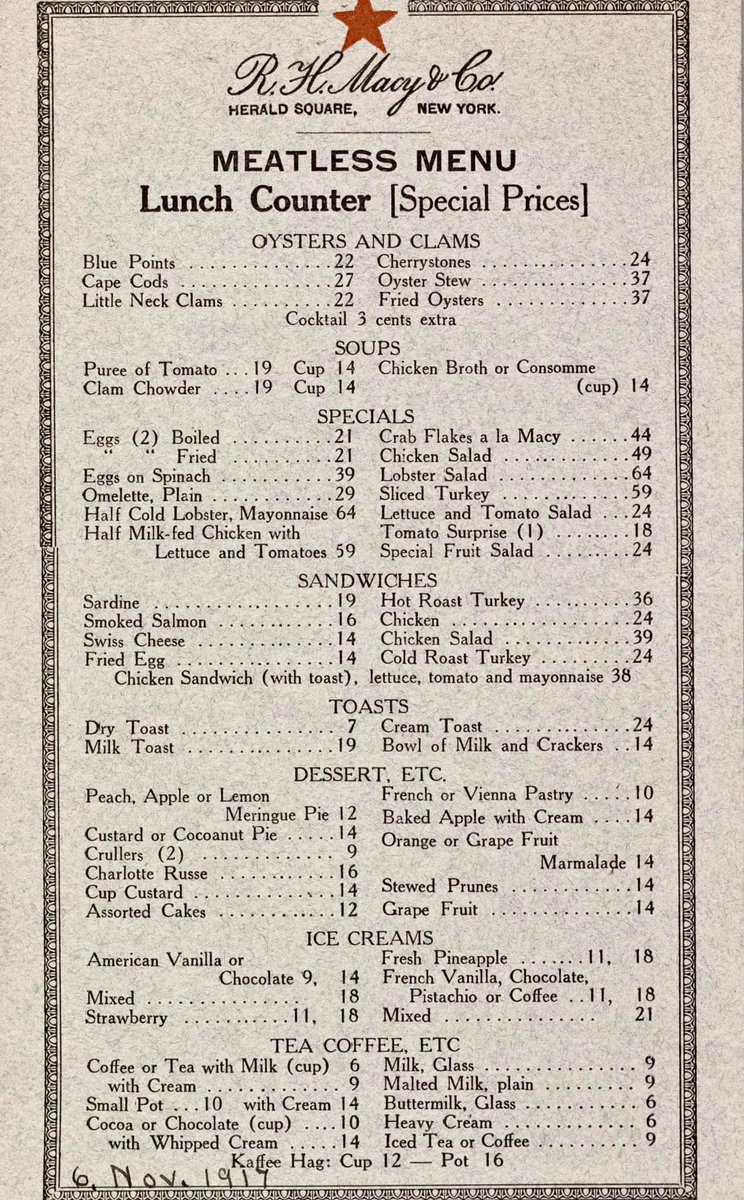 R. H. Macy & Co.
HERALD SQUARE, NEW YORK.
MEATLESS MENU
Lunch Counter [Special Prices]
OYSTERS AND CLAMS
Blue Points ................22 Cherrystones ................24
Cape Cods ................27 Oyster Stew ................37
Little Neck Clams ...........22 Fried Oysters ...............37
Cocktail 3 cents extra
SOUPS
Puree of Tomato ...19 Cup 14 Chicken Broth or Consomme
Clam Chowder ....19 Cup 14 (cup) 14
SPECIALS
Eggs (2) Boiled ..........21 Crab Flakes a la Macy ......44
" " Fried ..........21 Chicken Salad .............49
Eggs on Spinach ...........39 Lobster Salad .............64
Omelette, Plain ............29 Sliced Turkey .............59
Half Cold Lobster, Mayonnaise 64 Lettuce and Tomato Salad ...24
Half Milk-fed Chicken with Tomato Surprise (1) ........18
Lettuce and Tomatoes 59 Special Fruit Salad ........24
SANDWICHES
Sardine ..................19 Hot Roast Turkey ..........36
Smoked Salmon .............16 Chicken ................24
Swiss Cheese ..............14 Chicken Salad .............39
Fried Egg ................14 Cold Roast Turkey .........24
Chicken Sandwich (with toast), lettuce, tomato and mayonnaise 38
TOASTS
Dry Toast ............... 7 Cream Toast ..............24
Milk Toast ...............19 Bowl of Milk and Crackers ..14
DESSERT, ETC.
Peach, Apple or Lemon French or Vienna Pastry .....10
Meringue Pie 12 Baked Apple with Cream ....14
Custard or Cocoanut Pie .....14 Orange or Grape Fruit
Crullers (2) .............. 9 Marmalade 14
Charlotte Russe ...........16 Stewed Prunes ............14
Cup Custard ..............14 Grape Fruit ..............14
Assorted Cakes ............12
ICE CREAMS
American Vanilla or Fresh Pineapple .......11, 18
Chocolate 9, 14 French Vanilla, Chocolate,
Mixed ............... 18 Pistachio or Coffee ..11, 18
Strawberry ...........11, 18 Mixed ............... 21
TEA COFFEE, ETC
Coffee or Tea with Milk (cup) 6 Milk, Glass ............... 9
with Cream ............. 9 Malted Milk, plain ......... 9
Small Pot ...10 with Cream 14 Buttermilk, Glass ........... 6
Cocoa or Chocolate (cup) ....10 Heavy Cream ............. 6
with Whipped Cream .....14 Iced Tea or Coffee .......... 9
Kaffee Hag: Cup 12 — Pot 16
6, Nov. 1917